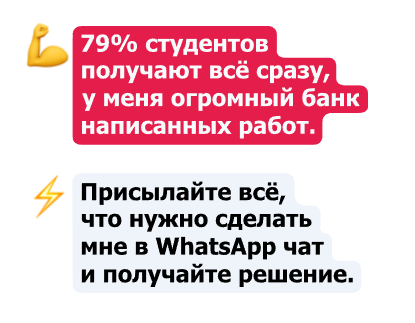 79% студентов
получают всё сразу,
у меня огромный банк
написанных работ.
Присылайте всё,
что нужно сделать
мне в WhatsApp чат
и получайте решение.